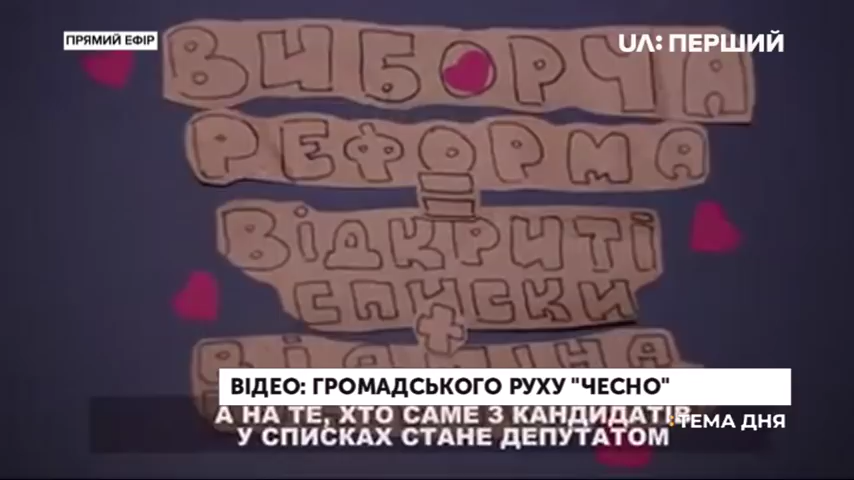 ПРЯМИЙ ЕФІР
UA: ПЕРШИЙ
ВИБОРЧА
РЕФОРМА
=
ВІДКРИТІ
СПИСКИ
+
ВІДМІНА
ВІДЕО: ГРОМАДСЬКОГО РУХУ "ЧЕСНО"
А НА ТЕ, ХТО САМЕ З КАНДИДАТІВ
У СПИСКАХ СТАНЕ ДЕПУТАТОМ
:ТЕМА ДНЯ